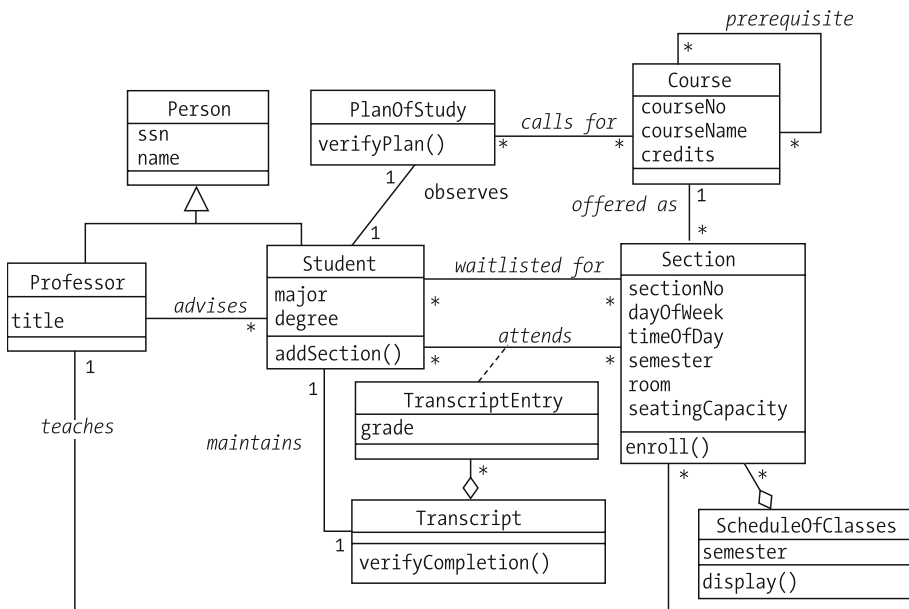 prerequisite
*
Course
courseNo
courseName
credits
*
Person
ssn
name
PlanOfStudy
verifyPlan()
calls for
*
*
1
observes
1
1
offered as
*
Professor
title
1
advises
*
Student
major
degree
addSection()
1
waitlisted for
*
*
attends
*
*
Section
sectionNo
dayOfWeek
timeOfDay
semester
room
seatingCapacity
enroll()
*
*
teaches
maintains
TranscriptEntry
grade
*
Transcript
verifyCompletion()
1
ScheduleOfClasses
semester
display()